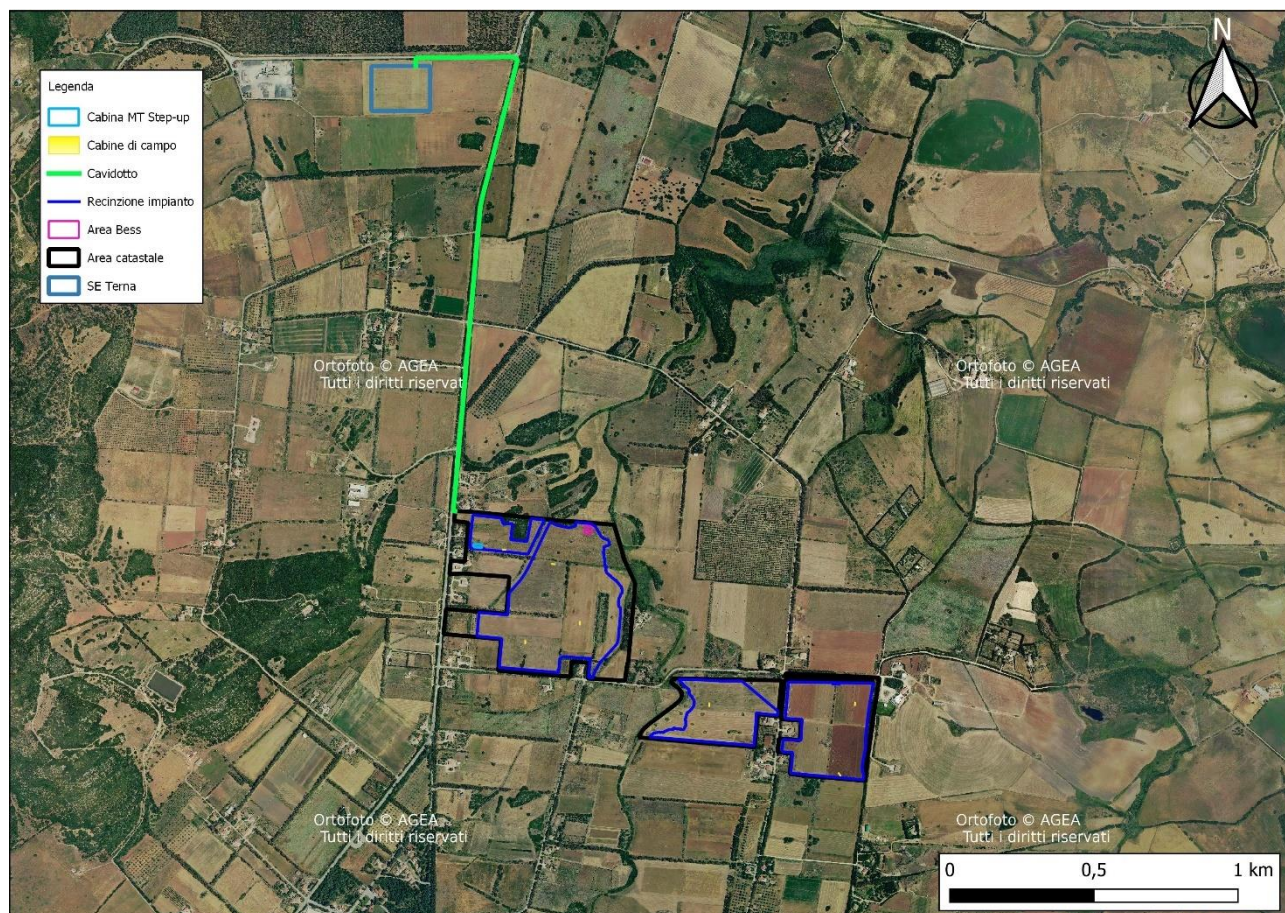 N
Legenda
Cabina MT Step-up
Cabine di campo
Cavidotto
Recinzione impianto
Area Bess
Area catastale
SE Terna
Ortofoto © AGEA
Tutti i diritti riservati
Ortofoto © AGEA
Tutti i diritti riservati
Ortofoto © AGEA
Tutti i diritti riservati
Ortofoto © AGEA
Tutti i diritti riservati
0 0,5 1 km